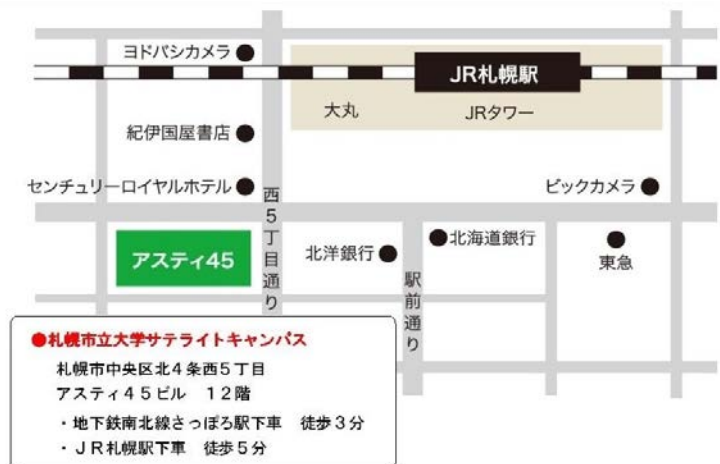 ヨドバシカメラ
JR札幌駅
大丸
JRタワー
紀伊国屋書店
センチュリーロイヤルホテル
ビックカメラ
西5丁目通り
アスティ45
北洋銀行
北海道銀行
東急
駅前通り
●札幌市立大学サテライトキャンパス
札幌市中央区北4条西5丁目
アスティ45ビル 12階
・地下鉄南北線さっぽろ駅下車 徒歩3分
・JR札幌駅下車 徒歩5分